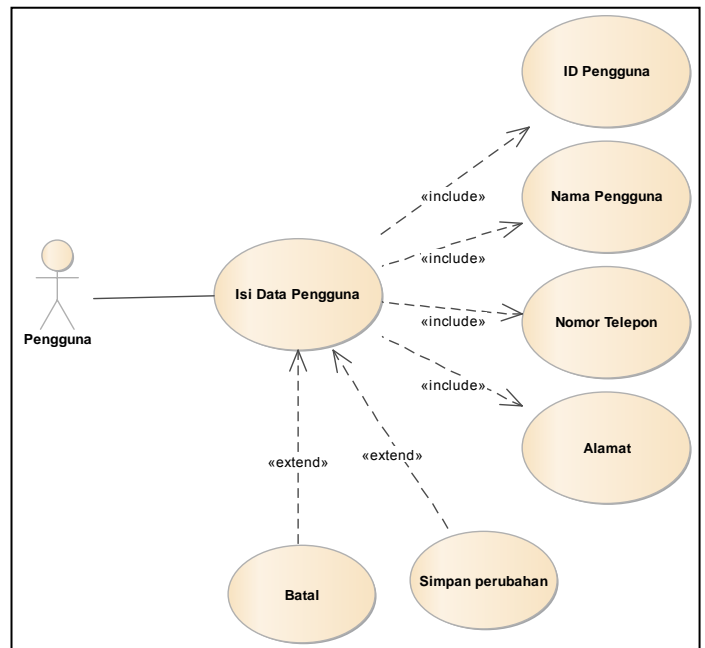 ID Pengguna
«include»
Nama Pengguna
«include»
Isi Data Pengguna
Pengguna
«include»
Nomor Telepon
«include»
Alamat
«extend»
«extend»
Batal
Simpan perubahan